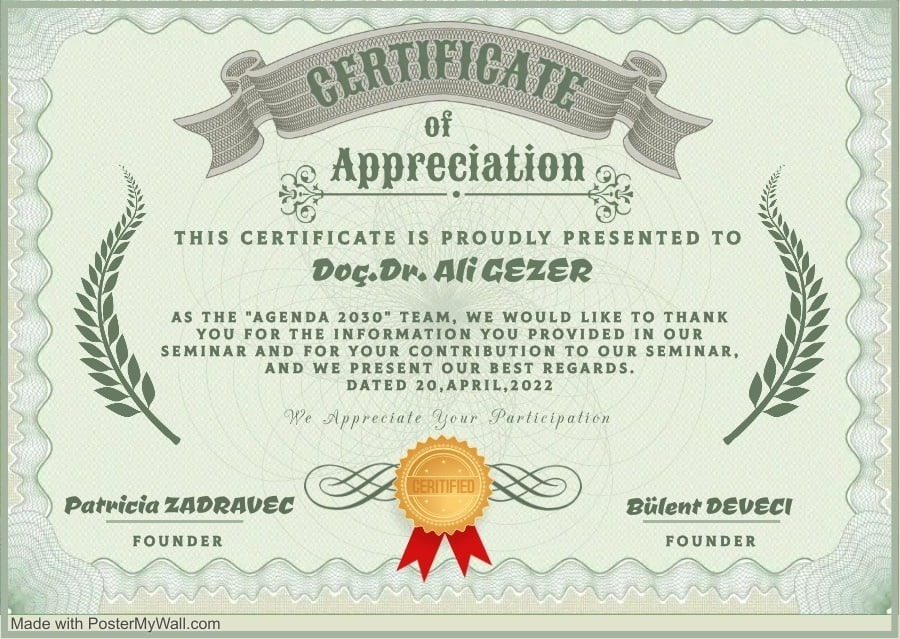 CERTIFICATE
of
Appreciation
THIS CERTIFICATE IS PROUDLY PRESENTED TO
Doç.Dr. Ali GEZER
AS THE "AGENDA 2030" TEAM, WE WOULD LIKE TO THANK
YOU FOR THE INFORMATION YOU PROVIDED IN OUR
SEMINAR AND FOR YOUR CONTRIBUTION TO OUR SEMINAR,
AND WE PRESENT OUR BEST REGARDS.
DATED 20,APRIL,2022
We Appreciate Your Participation
CERITIFIED
Patricia ZADRAVEC
FOUNDER
Bülent DEVECI
FOUNDER
Made with PosterMyWall.com